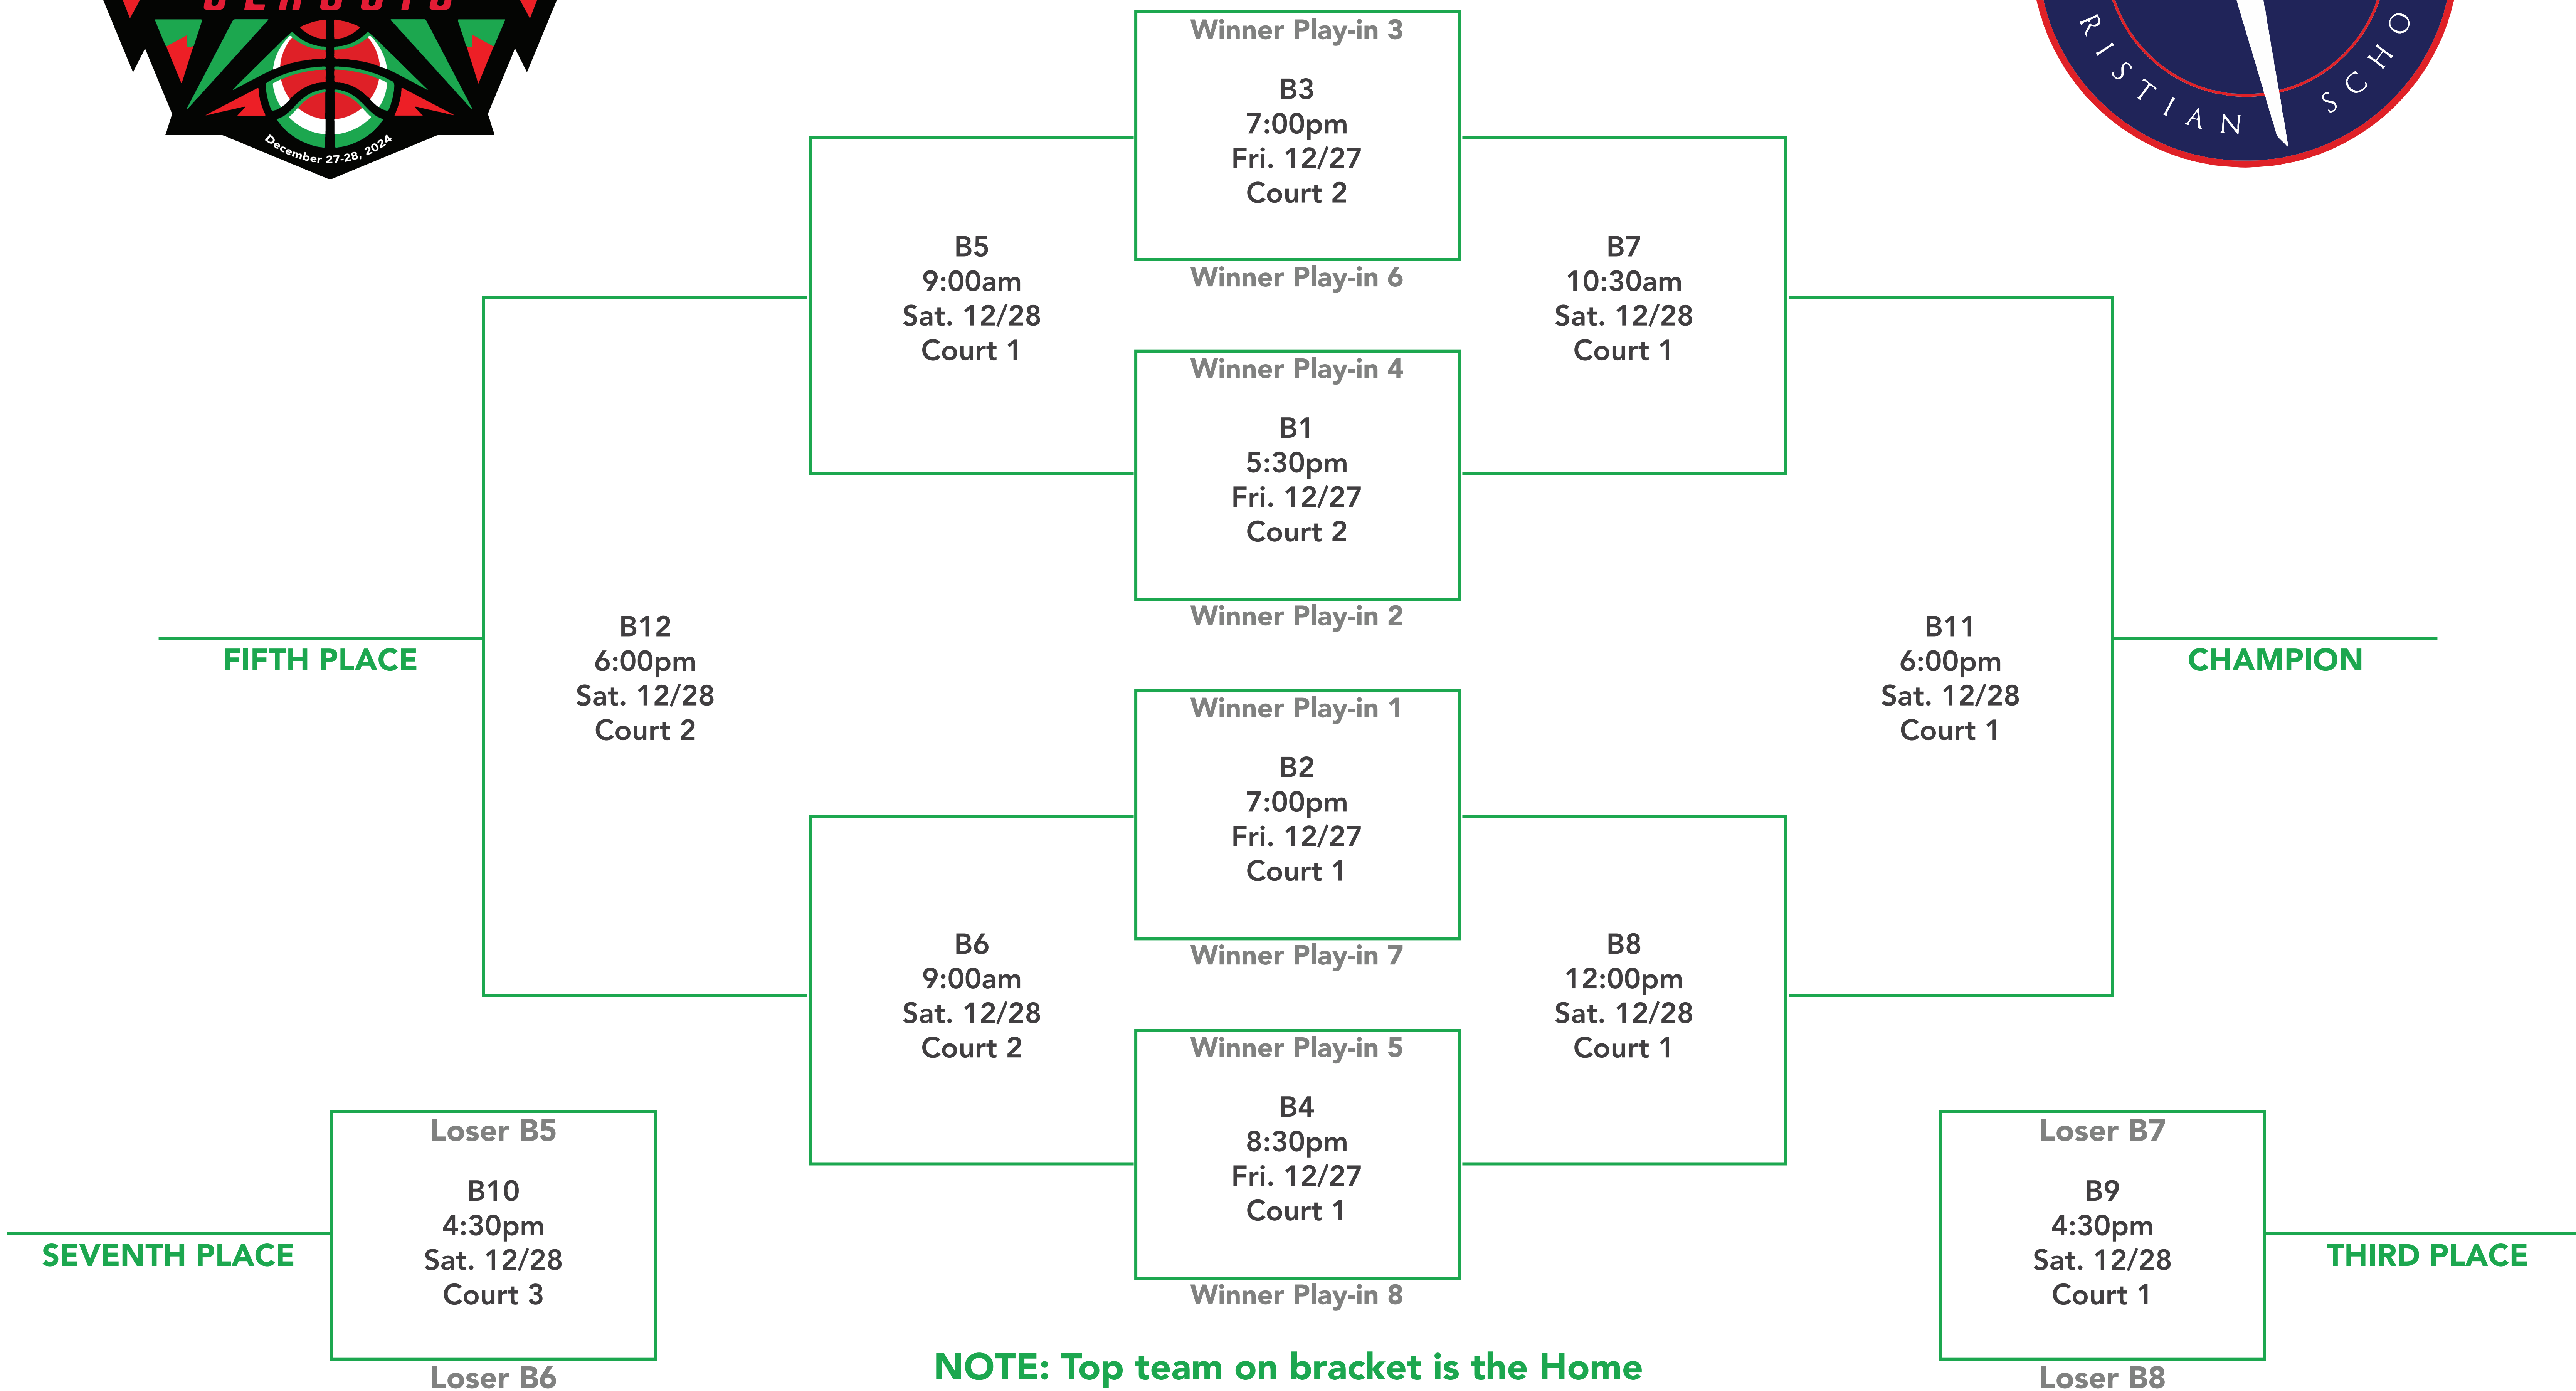 December 27-28, 2024
RISTIAN SCHO
Winner Play-in 3
B3
7:00pm
Fri. 12/27
Court 2
Winner Play-in 6
B5
9:00am
Sat. 12/28
Court 1
B7
10:30am
Sat. 12/28
Court 1
Winner Play-in 4
B1
5:30pm
Fri. 12/27
Court 2
Winner Play-in 2
B12
6:00pm
Sat. 12/28
Court 2
FIFTH PLACE
B11
6:00pm
Sat. 12/28
Court 1
CHAMPION
Winner Play-in 1
B2
7:00pm
Fri. 12/27
Court 1
Winner Play-in 7
B6
9:00am
Sat. 12/28
Court 2
B8
12:00pm
Sat. 12/28
Court 1
Winner Play-in 5
B4
8:30pm
Fri. 12/27
Court 1
Winner Play-in 8
Loser B5
B10
4:30pm
Sat. 12/28
Court 3
Loser B6
SEVENTH PLACE
Loser B7
B9
4:30pm
Sat. 12/28
Court 1
Loser B8
THIRD PLACE
NOTE: Top team on bracket is the Home